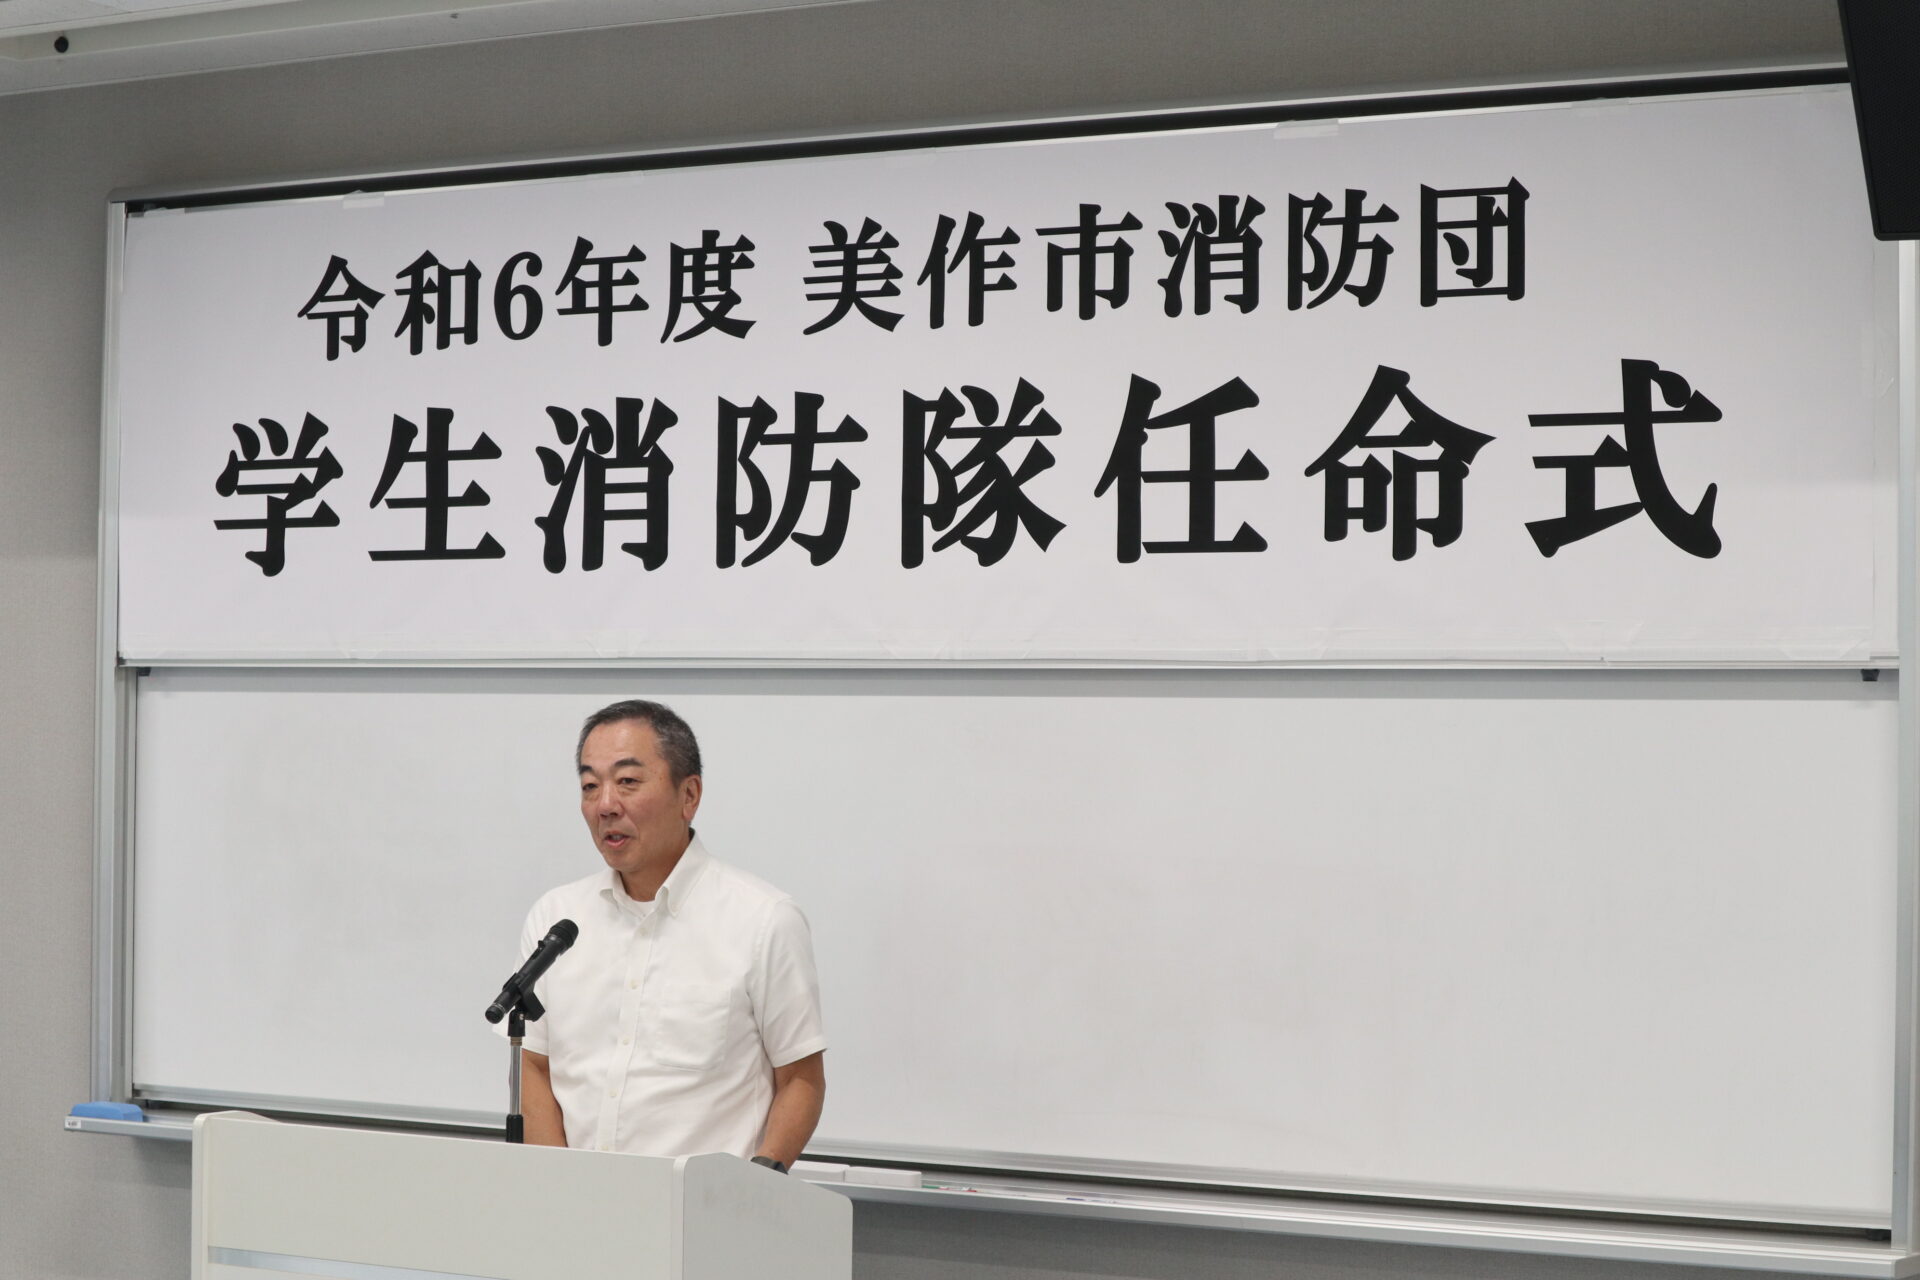 令和6年度 美作市消防団
学生消防隊任命式